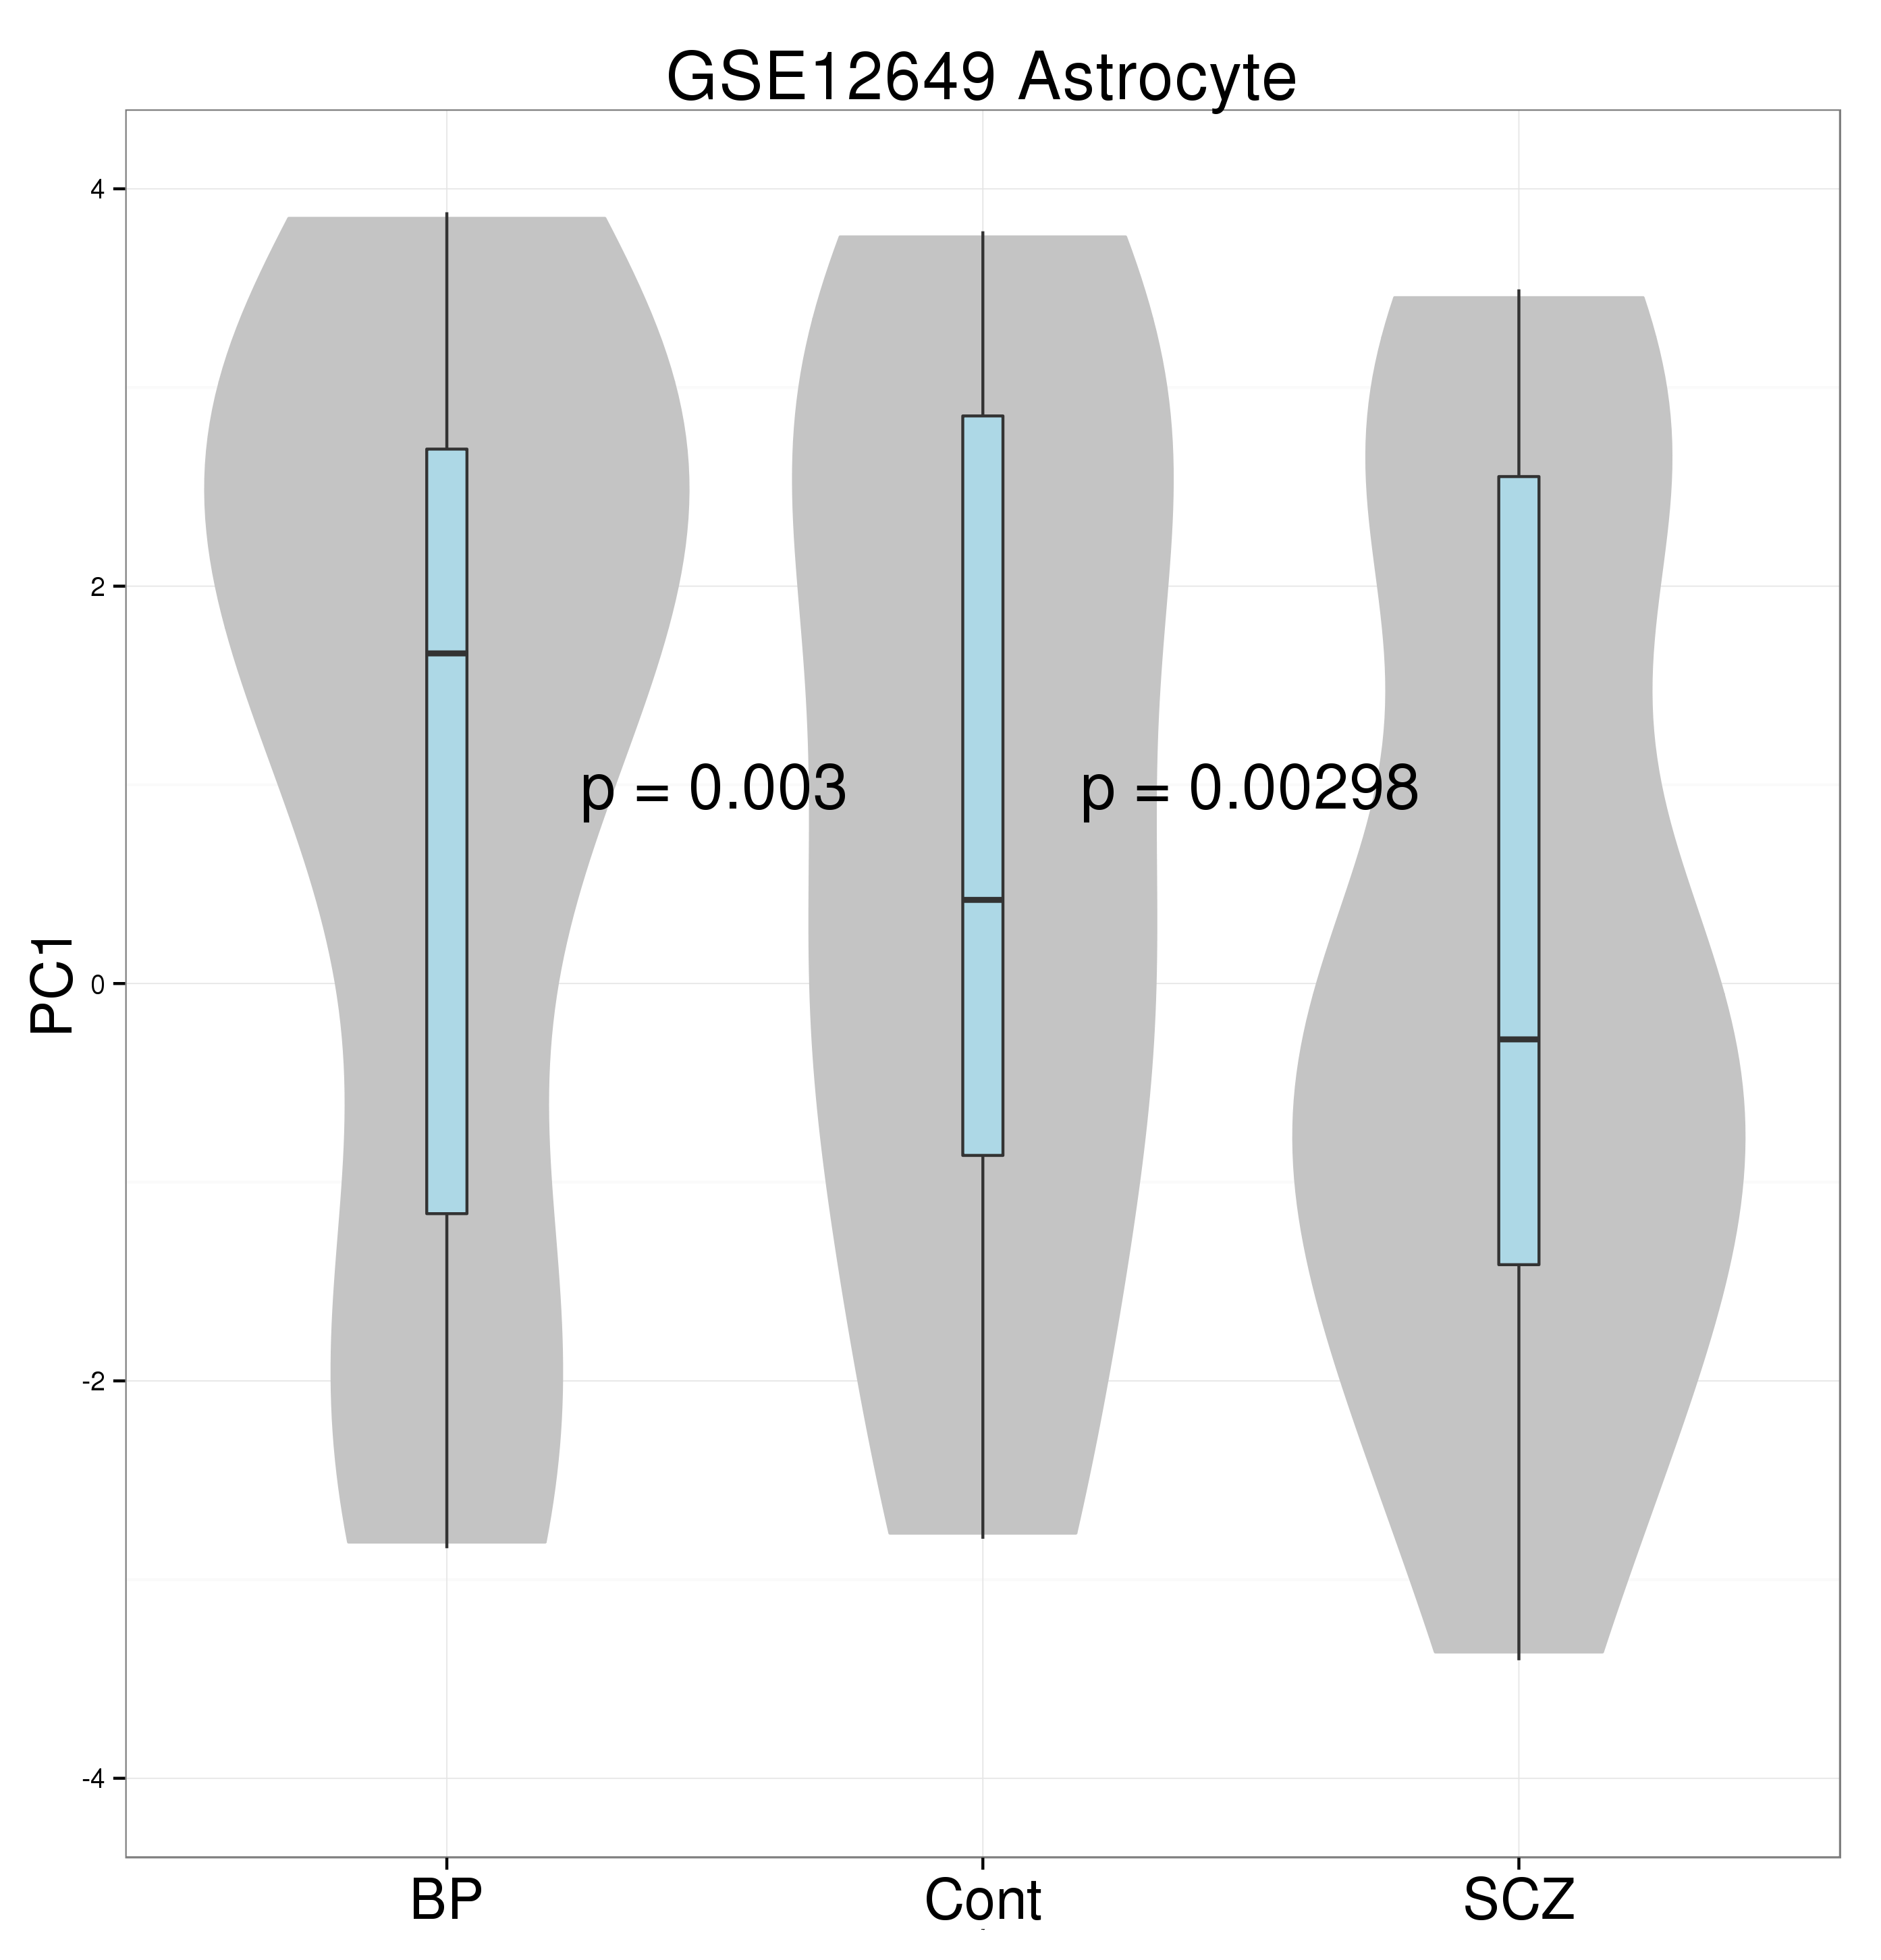 GSE12649 Astrocyte
PC1
4
2
0
-2
-4
p = 0.003
p = 0.00298
BP
Cont
SCZ